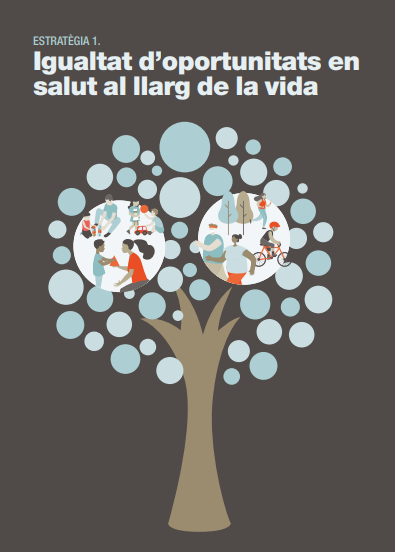 ESTRATÈGIA 1.
Igualtat d’oportunitats en
salut al llarg de la vida